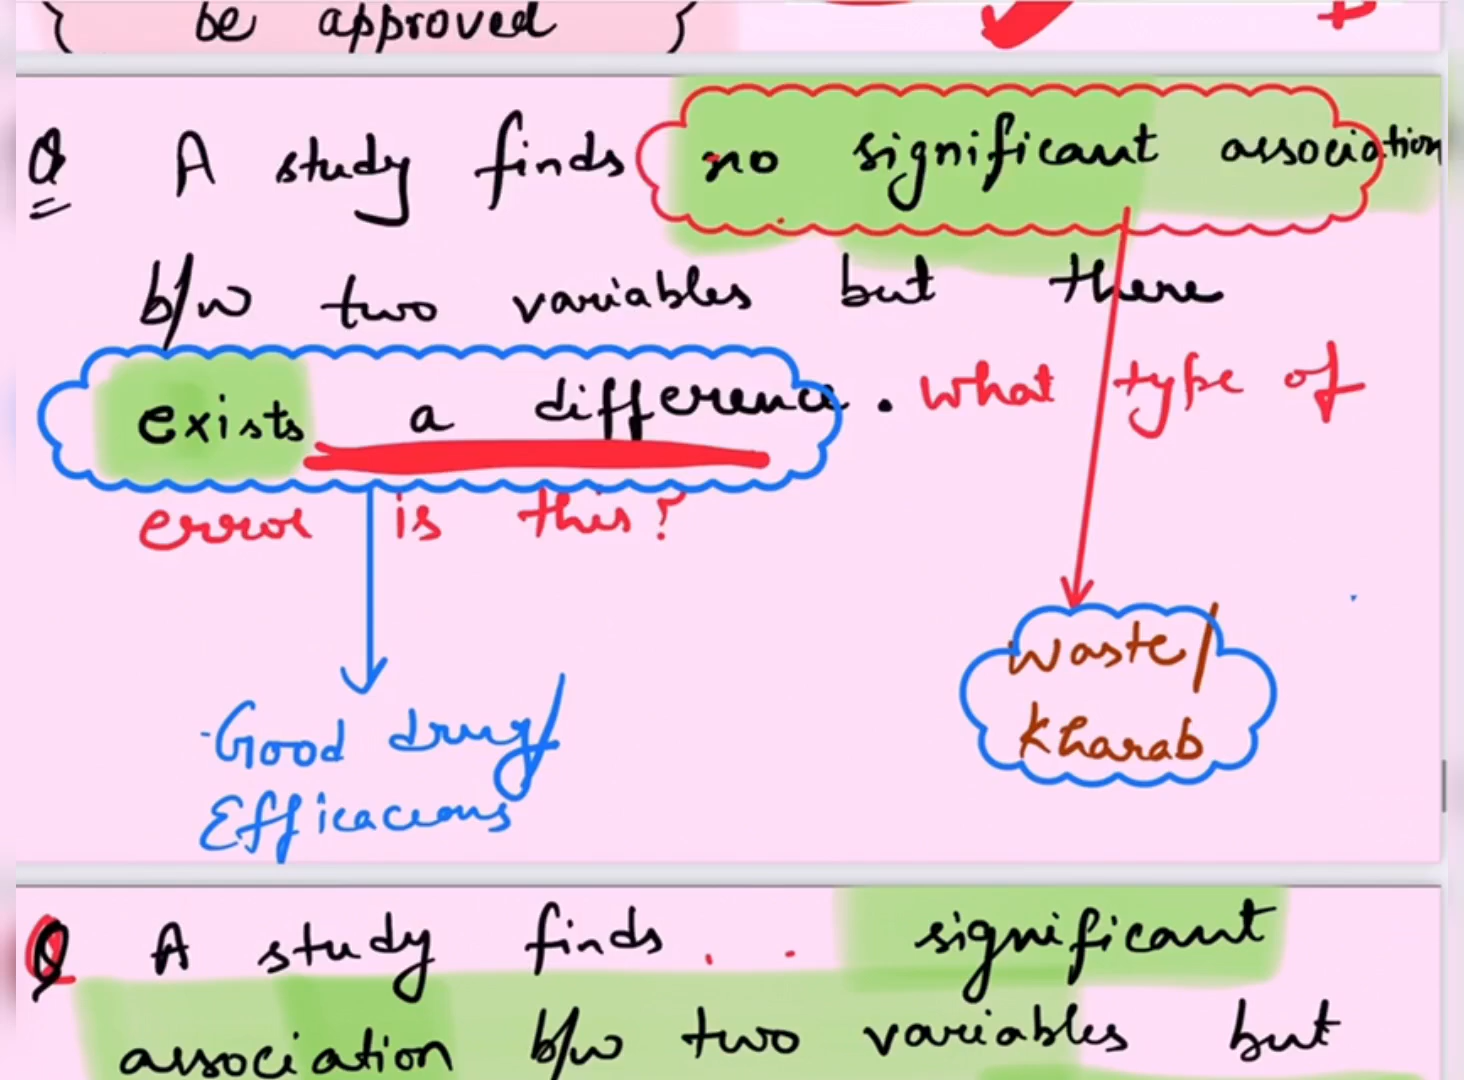 be approved
Q A study finds no significant association
b/w two variables but there
exists a difference. What type of
error is this?
Waste/
Kharab
Good drug/
Efficaceous
Q A study finds significant
association b/w two variables but